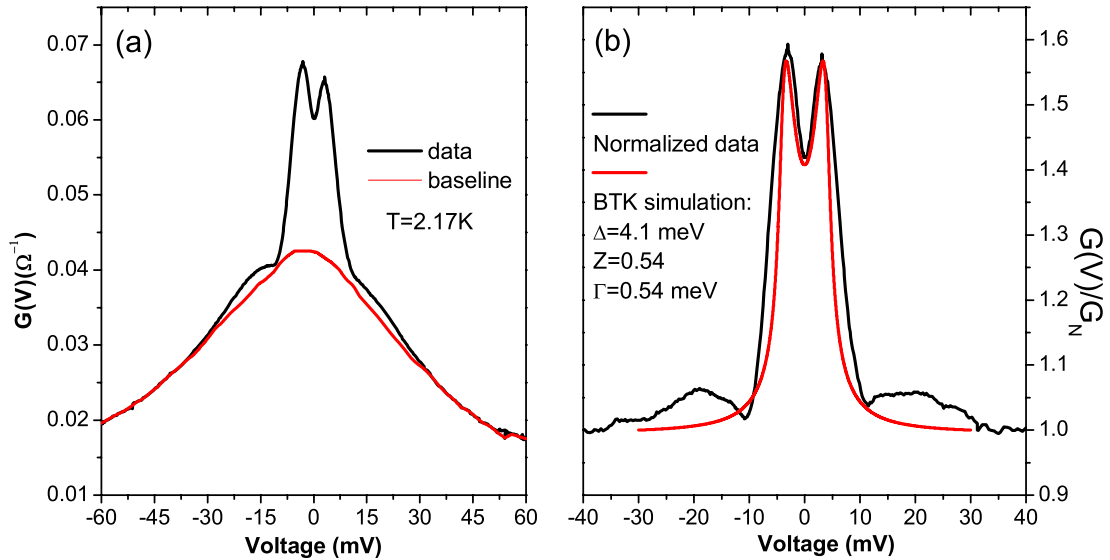 (a)
0.07
0.06
0.05
0.04
0.03
0.02
0.01
G(V)(Ω⁻¹)
data
baseline
T=2.17K
-60 -45 -30 -15 0 15 30 45 60
Voltage (mV)
(b)
Normalized data
BTK simulation:
Δ=4.1 meV
Z=0.54
Γ=0.54 meV
1.6
1.5
1.4
1.3
1.2
1.1
1.0
0.9
G(V)/G_N
-40 -30 -20 -10 0 10 20 30 40
Voltage (mV)